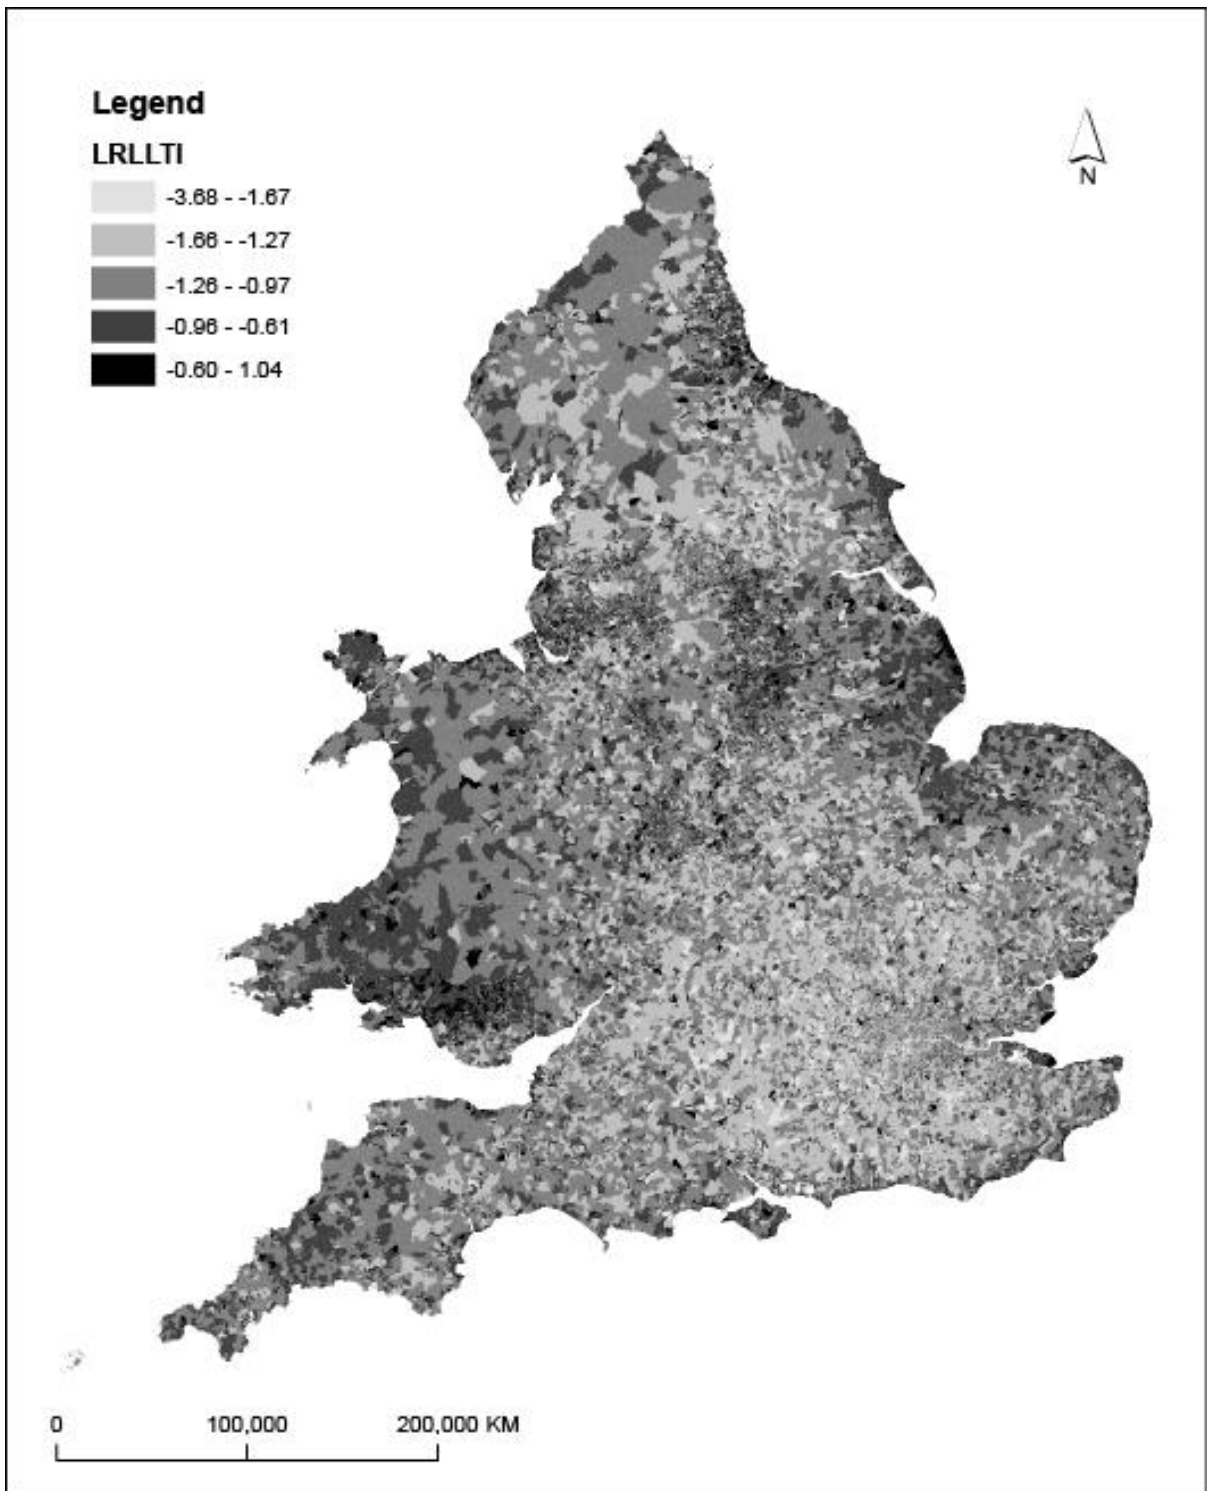 Legend
LRLLTI
-3.68 - -1.67
-1.66 - -1.27
-1.26 - -0.97
-0.96 - -0.61
-0.60 - 1.04
N
0 100,000 200,000 KM